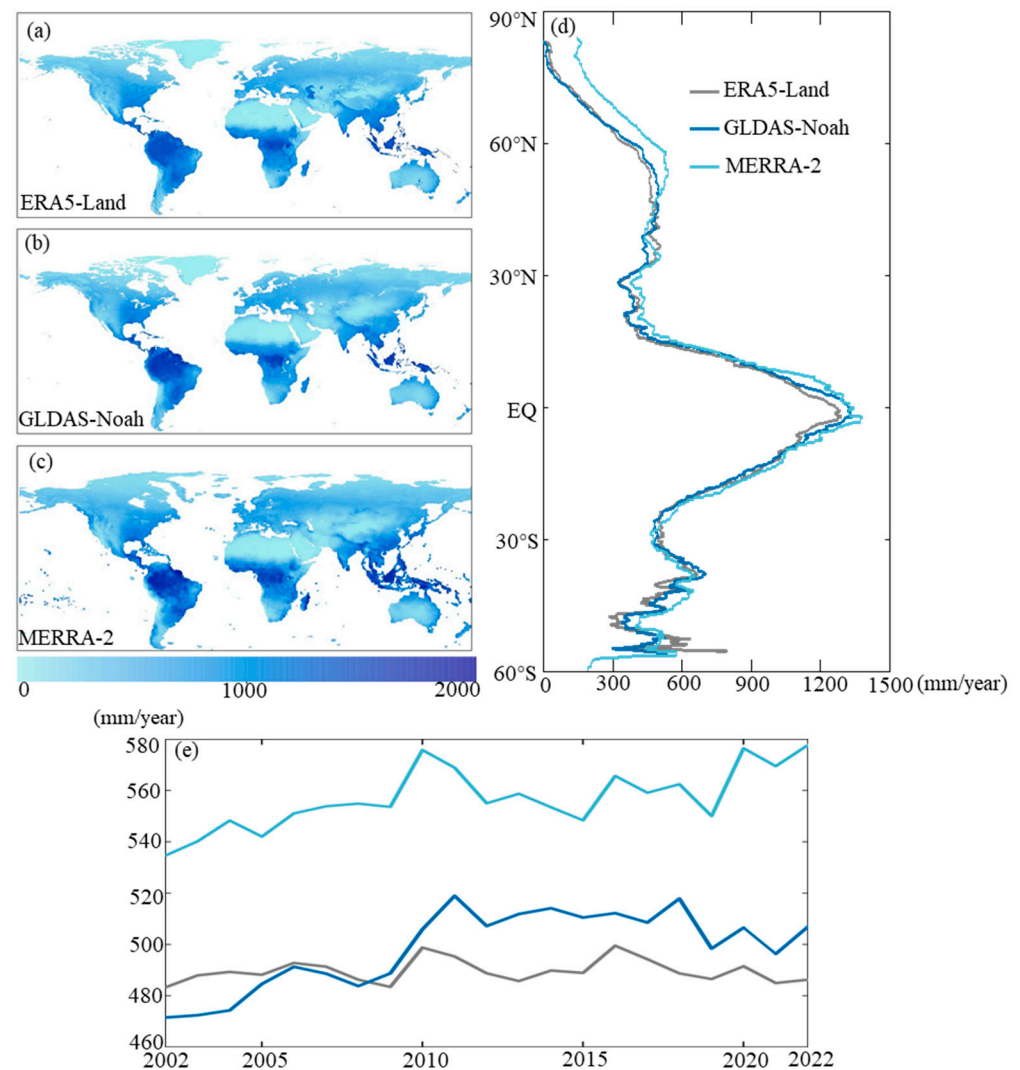 (a)
ERA5-Land
(b)
GLDAS-Noah
(c)
MERRA-2
0 1000 2000
(mm/year)
(d)
90°N
60°N
30°N
EQ
30°S
60°S
ERA5-Land
GLDAS-Noah
MERRA-2
0 300 600 900 1200 1500 (mm/year)
(e)
580
560
540
520
500
480
460
2002 2005 2010 2015 2020 2022